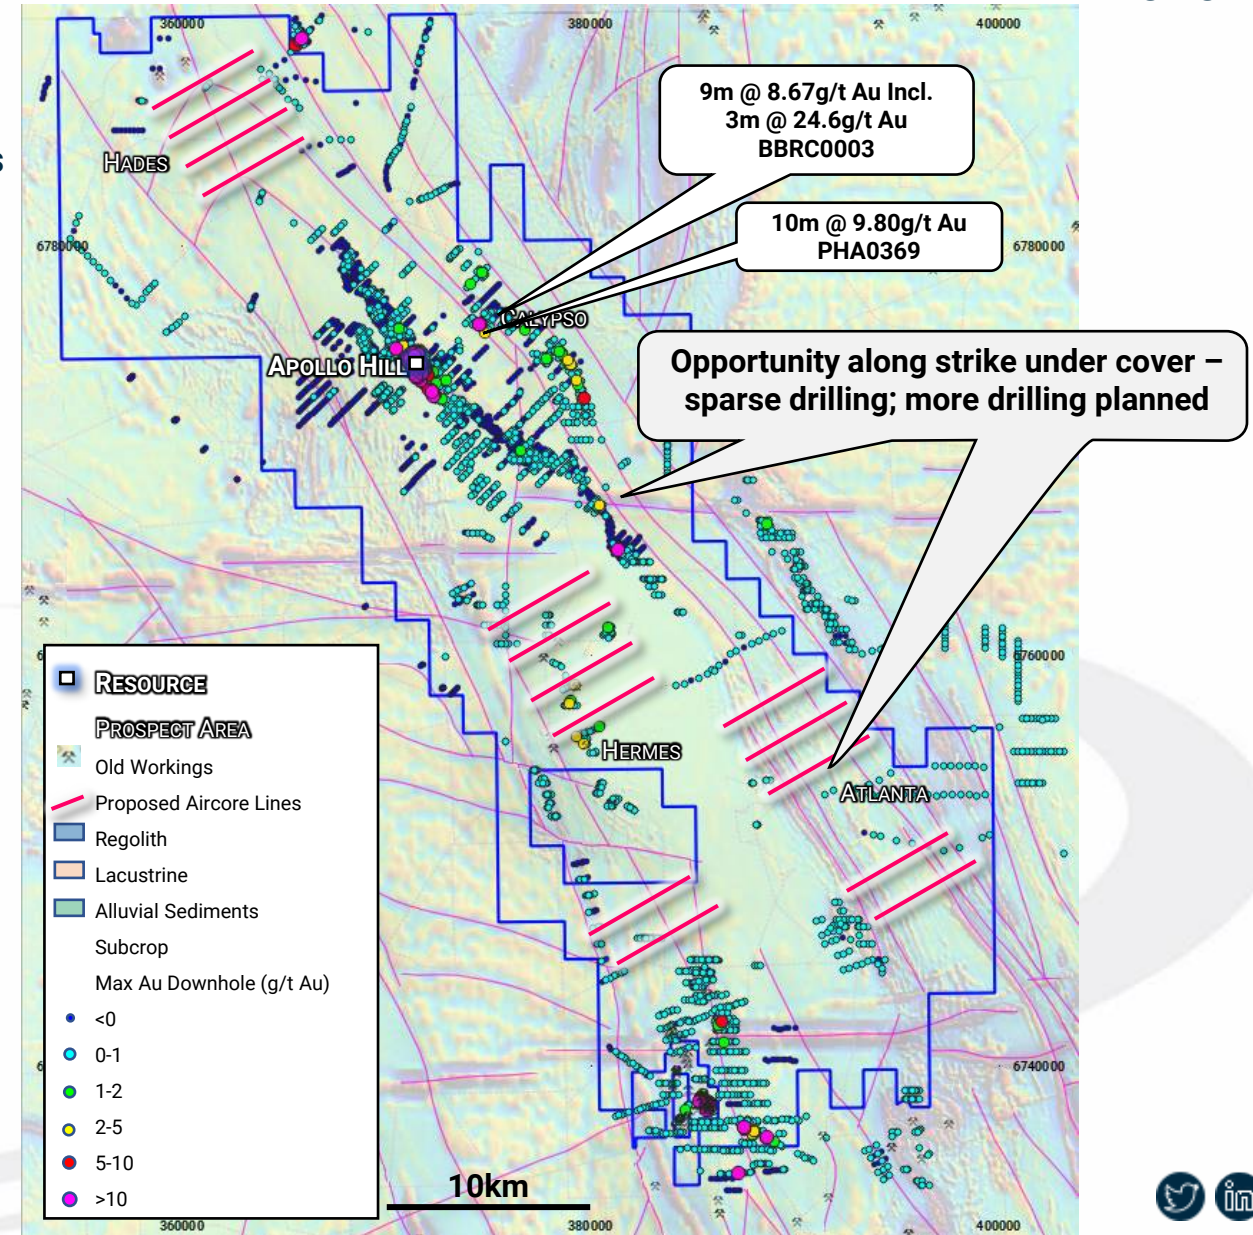 360000
380000
400000
9m @ 8.67g/t Au Incl.
3m @ 24.6g/t Au
BBRC0003
HADES
10m @ 9.80g/t Au
PHA0369
6780000
6780000
CALYPSO
APOLLO HILL
Opportunity along strike under cover –
sparse drilling; more drilling planned
6760000
HERMES
ATLANTA
RESOURCE
PROSPECT AREA
Old Workings
Proposed Aircore Lines
Regolith
Lacustrine
Alluvial Sediments
Subcrop
Max Au Downhole (g/t Au)
<0
0-1
1-2
2-5
5-10
>10
6740000
10km
360000
380000
400000
in